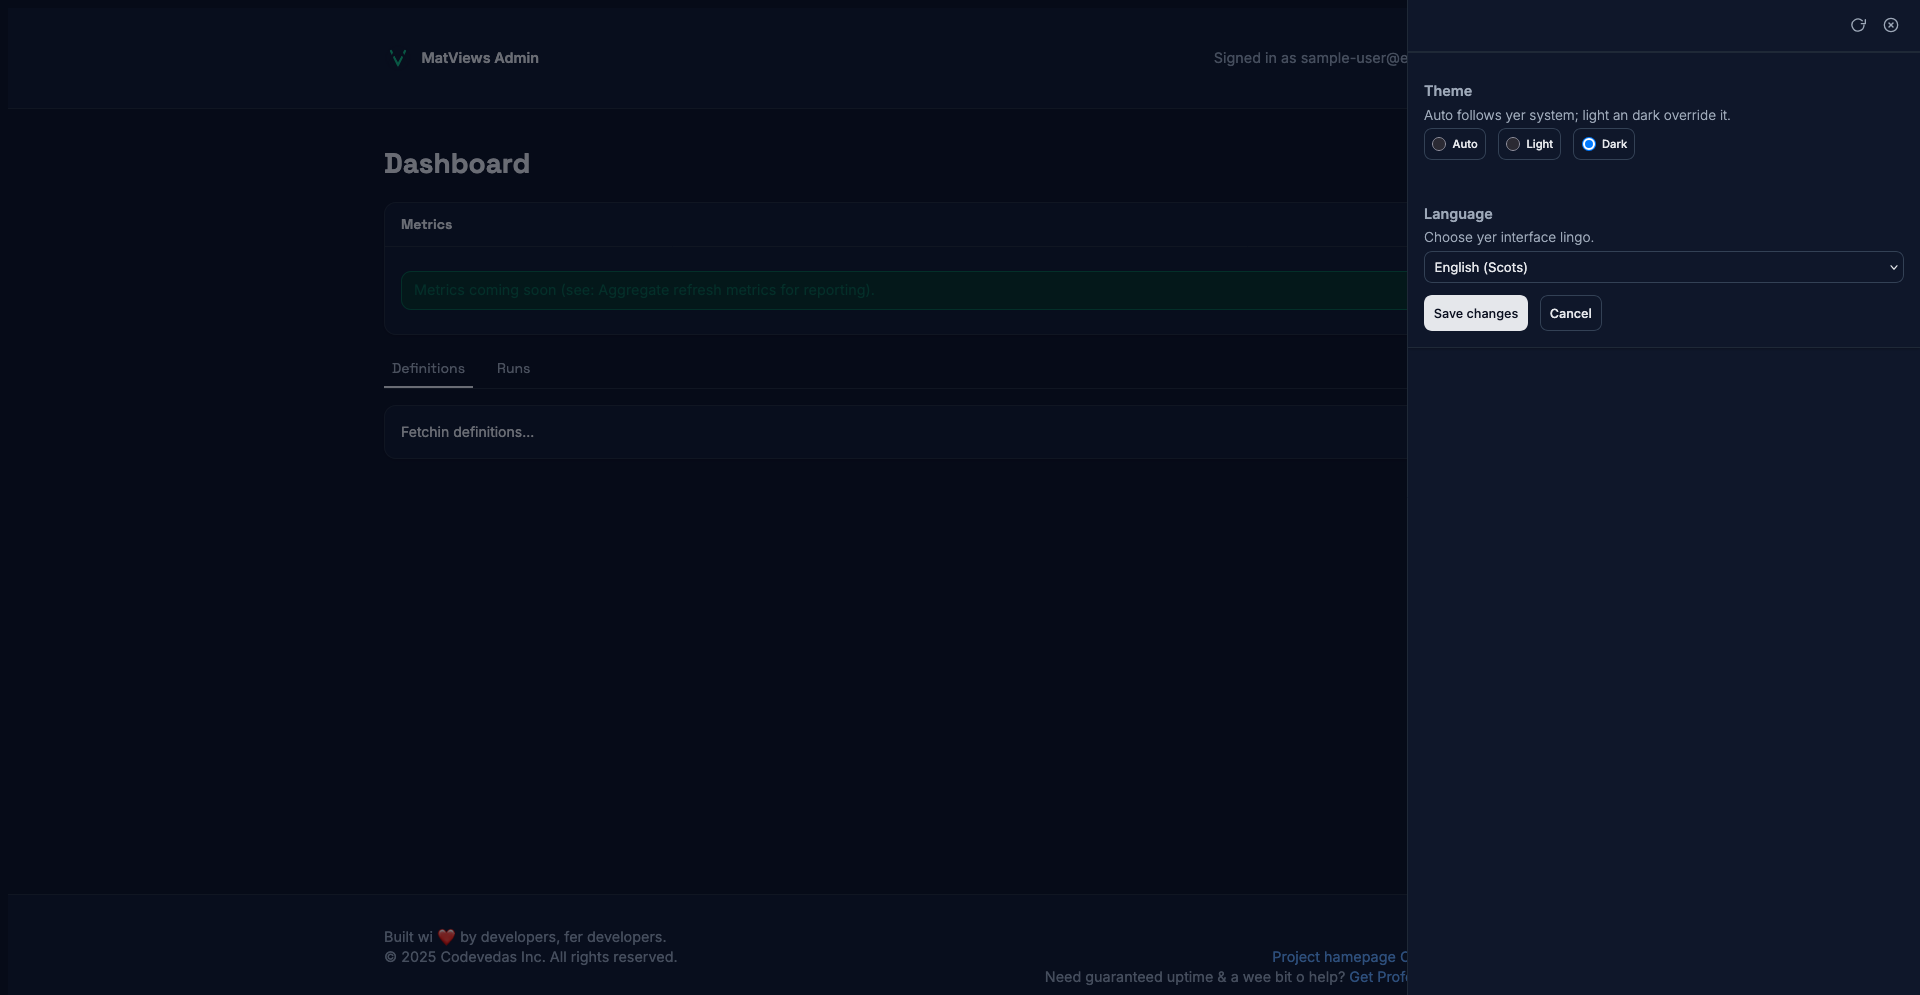 MatViews Admin
Signed in as sample-user@e
Dashboard
Metrics
Metrics coming soon (see: Aggregate refresh metrics for reporting).
Definitions
Runs
Fetchin definitions...
Built wi ❤️ by developers, fer developers.
© 2025 Codevedas Inc. All rights reserved.
Project hamepage
Need guaranteed uptime & a wee bit o help? Get
Theme
Auto follows yer system; light an dark override it.
Auto
Light
Dark
Language
Choose yer interface lingo.
English (Scots)
Save changes
Cancel